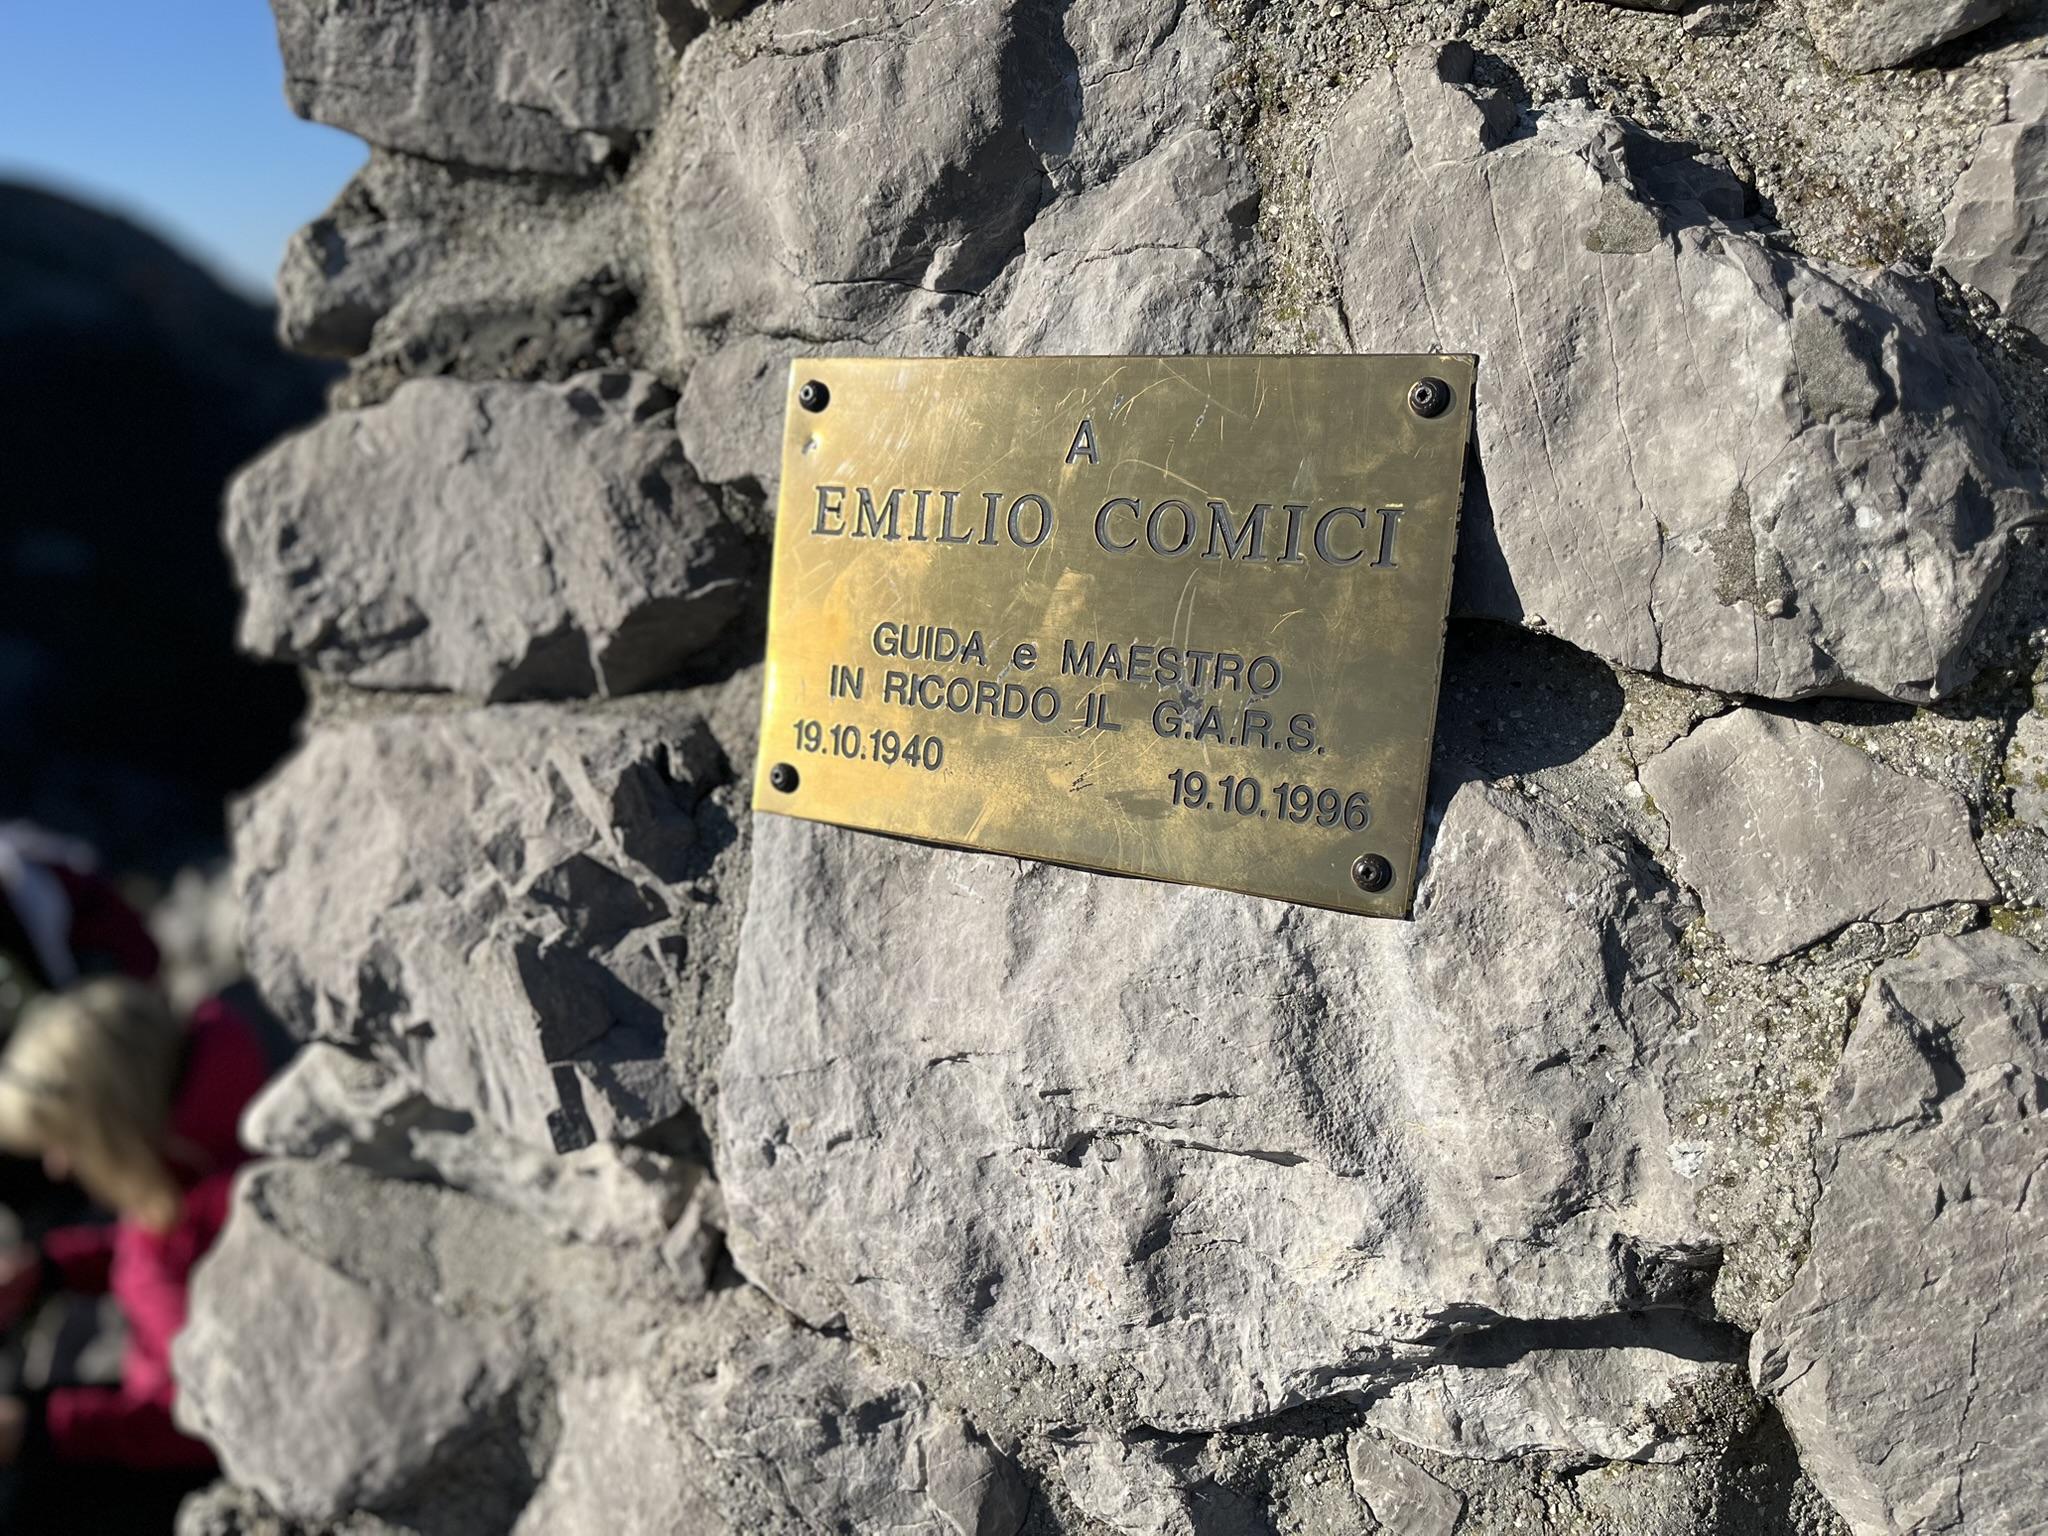 A
EMILIO COMICI
GUIDA e MAESTRO
IN RICORDO IL G.A.R.S.
19.10.1940
19.10.1996